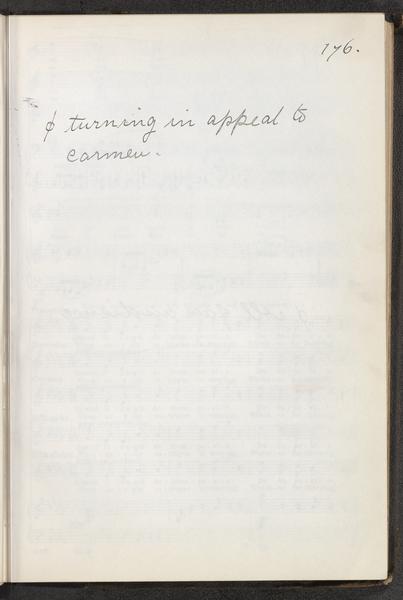 176.
¢ turning in appeal to
carmen.